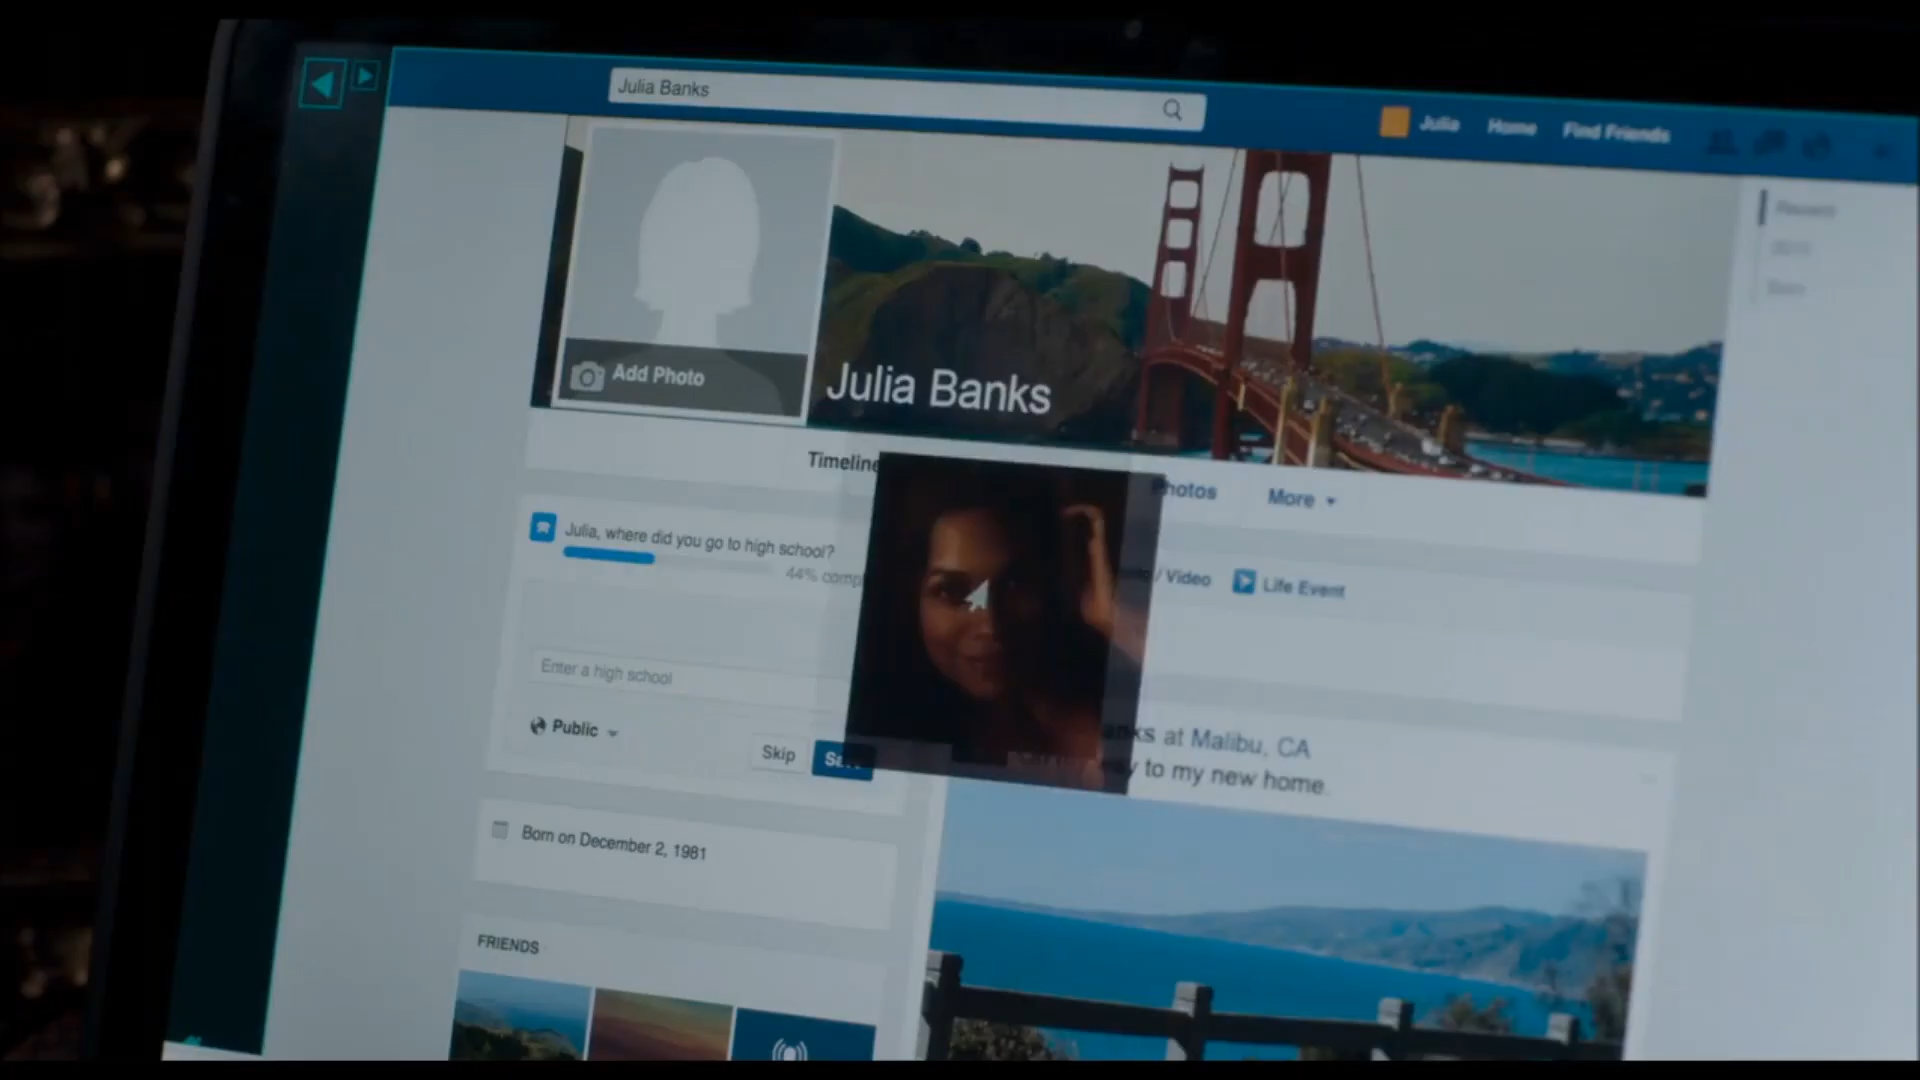 Julia Banks
Julia Home Find Friends
Add Photo
Julia Banks
Timeline
Photos More
Julia, where did you go to high school?
44% comp
/ Video Life Event
Enter a high school
Public
Skip
at Malibu, CA
to my new home.
Born on December 2, 1981
FRIENDS